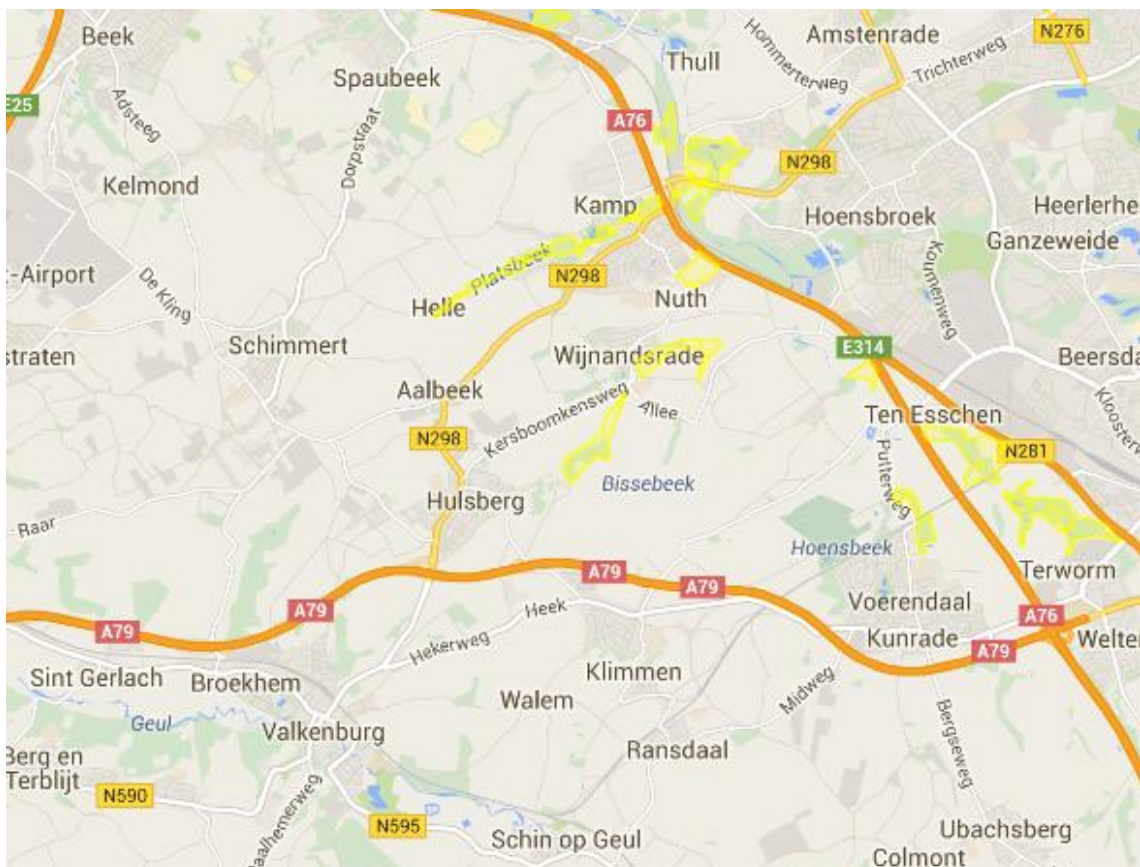 Beek
Thull
Amstenrade
N276
Hommerterweg
Trichterweg
Spaubeek
E25
Adsteeg
A76
Dorpstraat
N298
Kelmond
Kamp
Hoensbroek
Heerlerhe
Ganzeweide
-Airport
Platsbeek
N298
Koumenweg
De Kling
Helle
Nuth
straten
Schimmert
Wijnandsrade
E314
Beersda
Aalbeek
Kersboomkensweg
Allee
Ten Esschen
Kloosterw
N298
N281
Putterweg
Hulsberg
Bissebeek
Raar
Hoensbeek
A79
A79
Terworm
A79
Heek
Voerendaal
A76
A79
Hekerweg
Kunrade
A79
Welter
Sint Gerlach
Broekhem
Klimmen
Walem
Midweg
Geul
Valkenburg
Ransdaal
Bergseweg
Berg en
Terblijt
N590
aalhemerweg
N595
Schin op Geul
Ubachsberg
Colmont